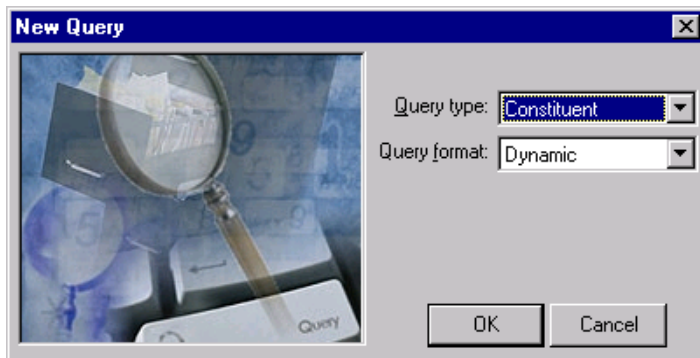 New Query
Query type: Constituent
Query format: Dynamic
Query
OK Cancel